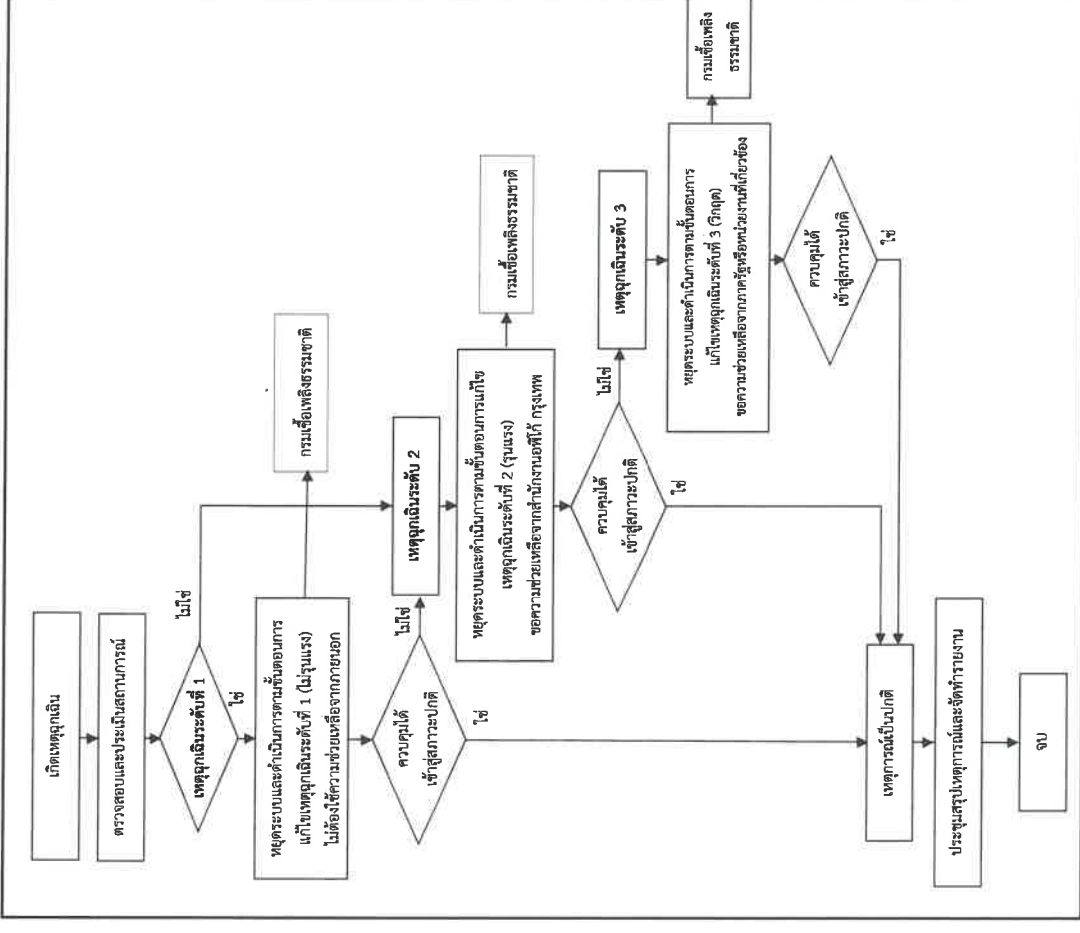 เกิดเหตุฉุกเฉิน
ตรวจสอบและประเมินสถานการณ์
เหตุฉุกเฉินระดับที่ 1
ไม่ใช่
ใช่
หยุดระบบและดำเนินการตามขั้นตอนการ
แก้ไขเหตุฉุกเฉินระดับที่ 1 (ไม่รุนแรง)
ไม่ต้องใช้ความช่วยเหลือจากภายนอก
กรมเชื้อเพลิงธรรมชาติ
ควบคุมได้
เข้าสู่สภาวะปกติ
ไม่ใช่
ใช่
เหตุฉุกเฉินระดับ 2
หยุดระบบและดำเนินการตามขั้นตอนการแก้ไข
เหตุฉุกเฉินระดับที่ 2 (รุนแรง)
ขอความช่วยเหลือจากสำนักงานอพิโก้ กรุงเทพ
กรมเชื้อเพลิงธรรมชาติ
ควบคุมได้
เข้าสู่สภาวะปกติ
ไม่ใช่
ใช่
เหตุฉุกเฉินระดับ 3
หยุดระบบและดำเนินการตามขั้นตอนการ
แก้ไขเหตุฉุกเฉินระดับที่ 3 (วิกฤต)
ขอความช่วยเหลือจากภาครัฐหรือหน่วยงานที่เกี่ยวข้อง
กรมเชื้อเพลิง
ธรรมชาติ
ควบคุมได้
เข้าสู่สภาวะปกติ
ใช่
เหตุการณ์เป็นปกติ
ประชุมสรุปเหตุการณ์และจัดทำรายงาน
จบ